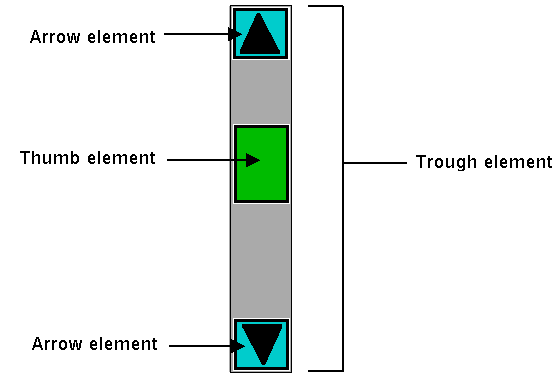 Arrow element
Thumb element
Trough element
Arrow element